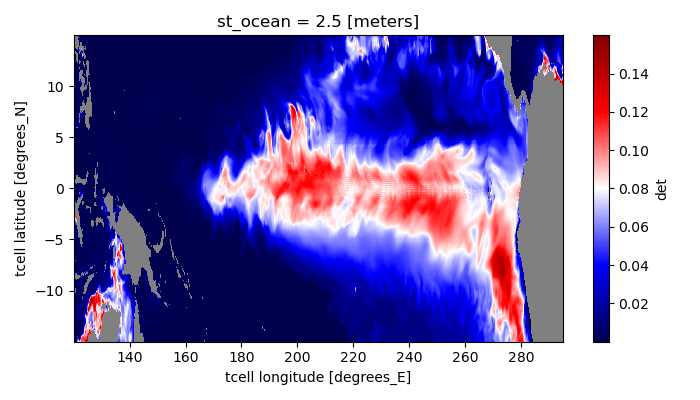 st_ocean = 2.5 [meters]
10
5
0
−5
−10
tcell latitude [degrees_N]
140 160 180 200 220 240 260 280
tcell longitude [degrees_E]
0.14
0.12
0.10
0.08
0.06
0.04
0.02
det